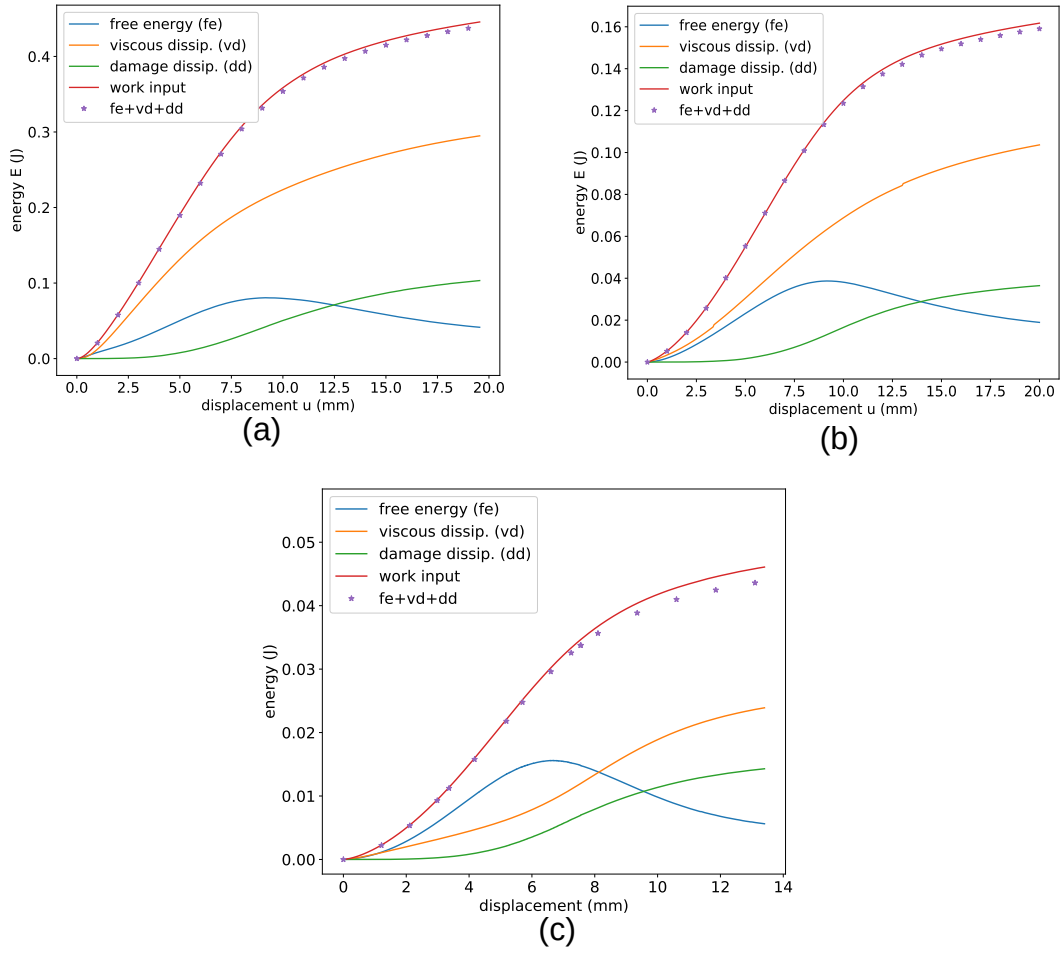 free energy (fe)
viscous dissip. (vd)
damage dissip. (dd)
work input
fe+vd+dd
energy E (J)
0.4
0.3
0.2
0.1
0.0
0.0 2.5 5.0 7.5 10.0 12.5 15.0 17.5 20.0
displacement u (mm)
(a)
free energy (fe)
viscous dissip. (vd)
damage dissip. (dd)
work input
fe+vd+dd
energy E (J)
0.16
0.14
0.12
0.10
0.08
0.06
0.04
0.02
0.00
0.0 2.5 5.0 7.5 10.0 12.5 15.0 17.5 20.0
displacement u (mm)
(b)
free energy (fe)
viscous dissip. (vd)
damage dissip. (dd)
work input
fe+vd+dd
energy (J)
0.05
0.04
0.03
0.02
0.01
0.00
0 2 4 6 8 10 12 14
displacement (mm)
(c)